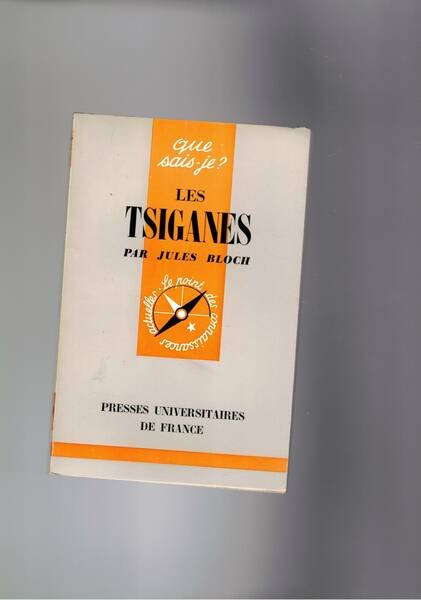 que
sais-je?
LES
TSIGANES
PAR JULES BLOCH
Le point des connaissances actuelles.
PRESSES UNIVERSITAIRES
DE FRANCE